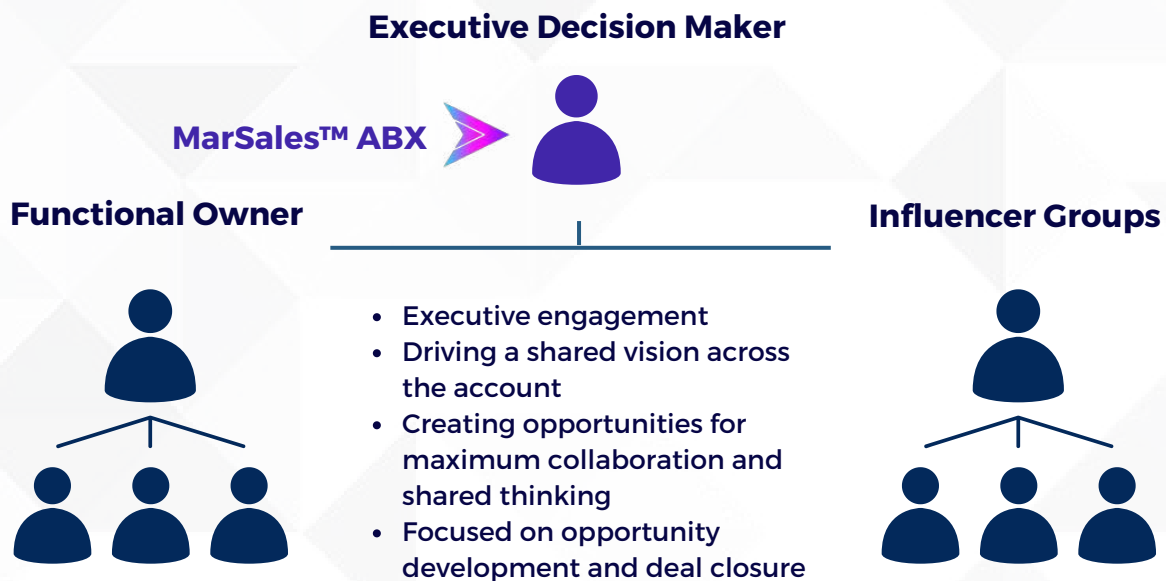 Executive Decision Maker
MarSales™ ABX
Functional Owner
Influencer Groups
• Executive engagement
• Driving a shared vision across
the account
• Creating opportunities for
maximum collaboration and
shared thinking
• Focused on opportunity
development and deal closure